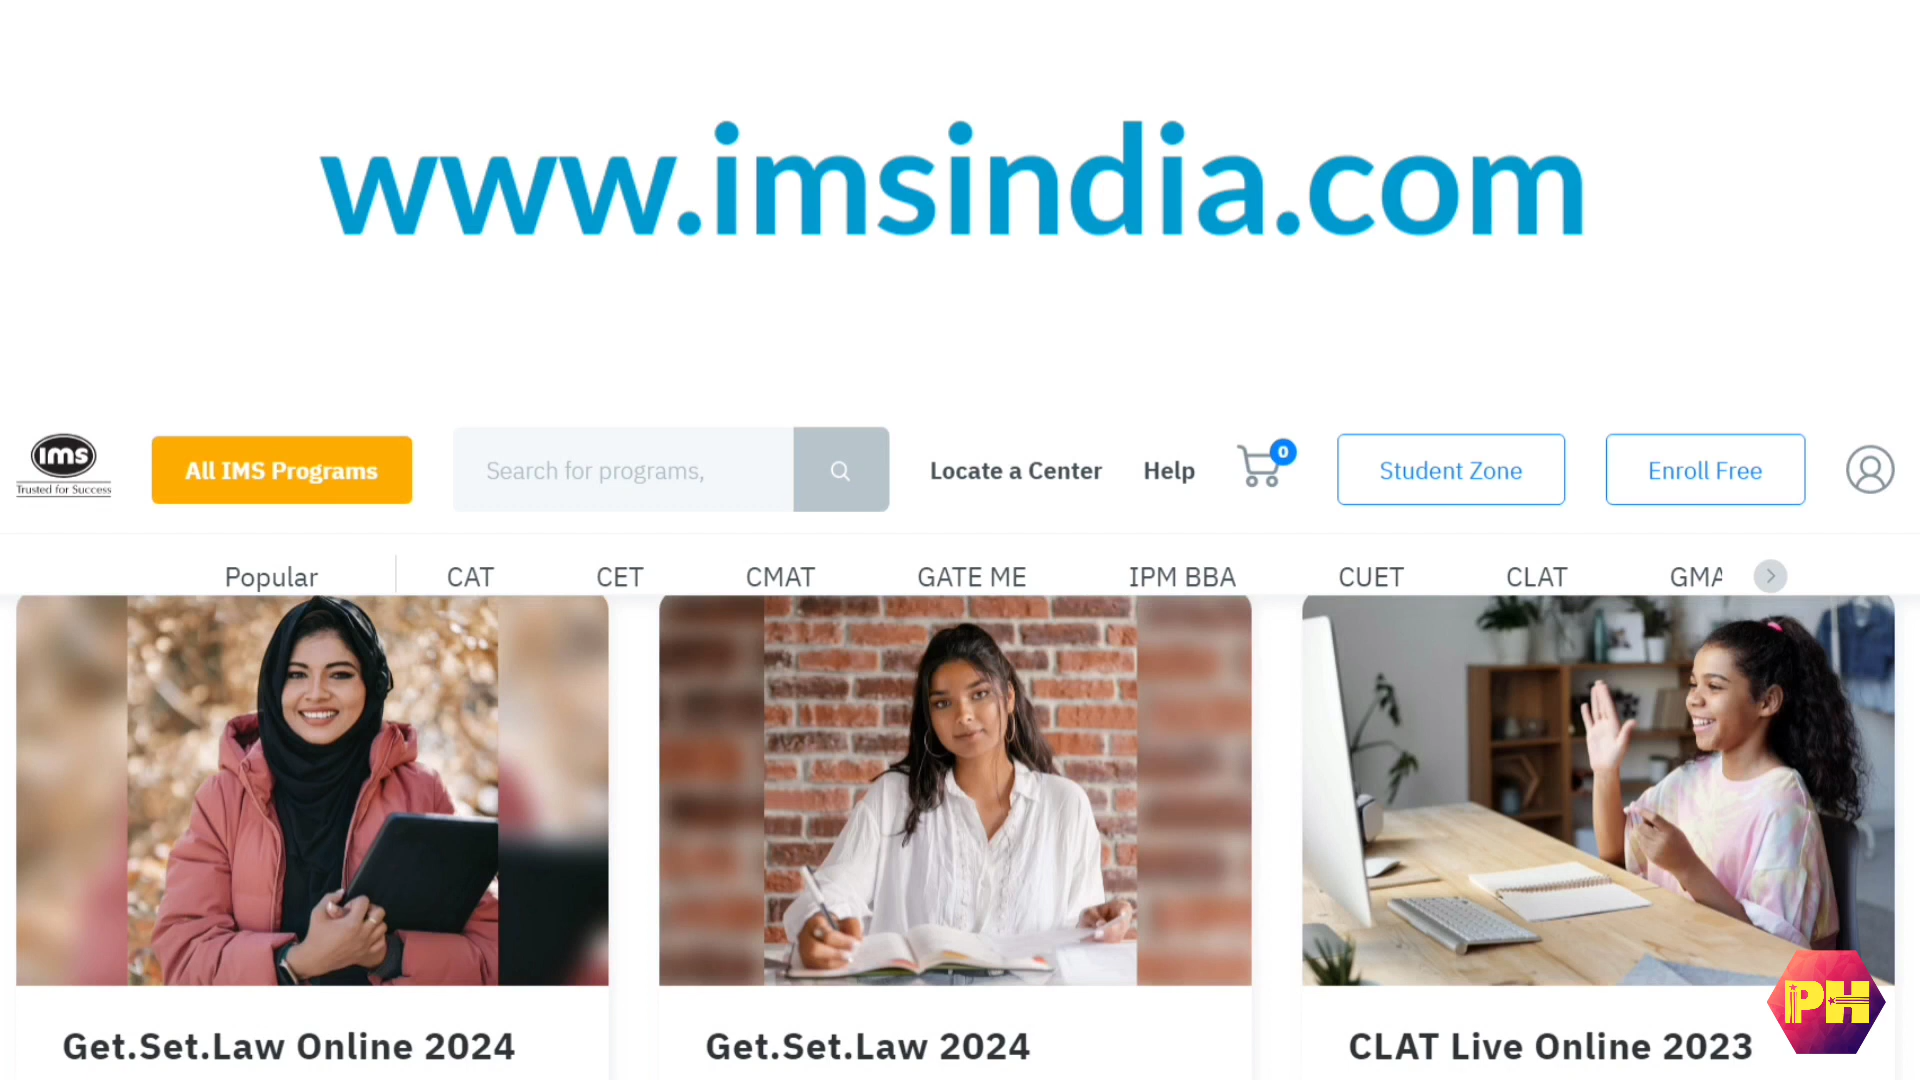 www.imsindia.com
ims
Trusted for Success
All IMS Programs
Search for programs,
Locate a Center
Help
0
Student Zone
Enroll Free
Popular
CAT
CET
CMAT
GATE ME
IPM BBA
CUET
CLAT
GMA
Get.Set.Law Online 2024
Get.Set.Law 2024
CLAT Live Online 2023
PH